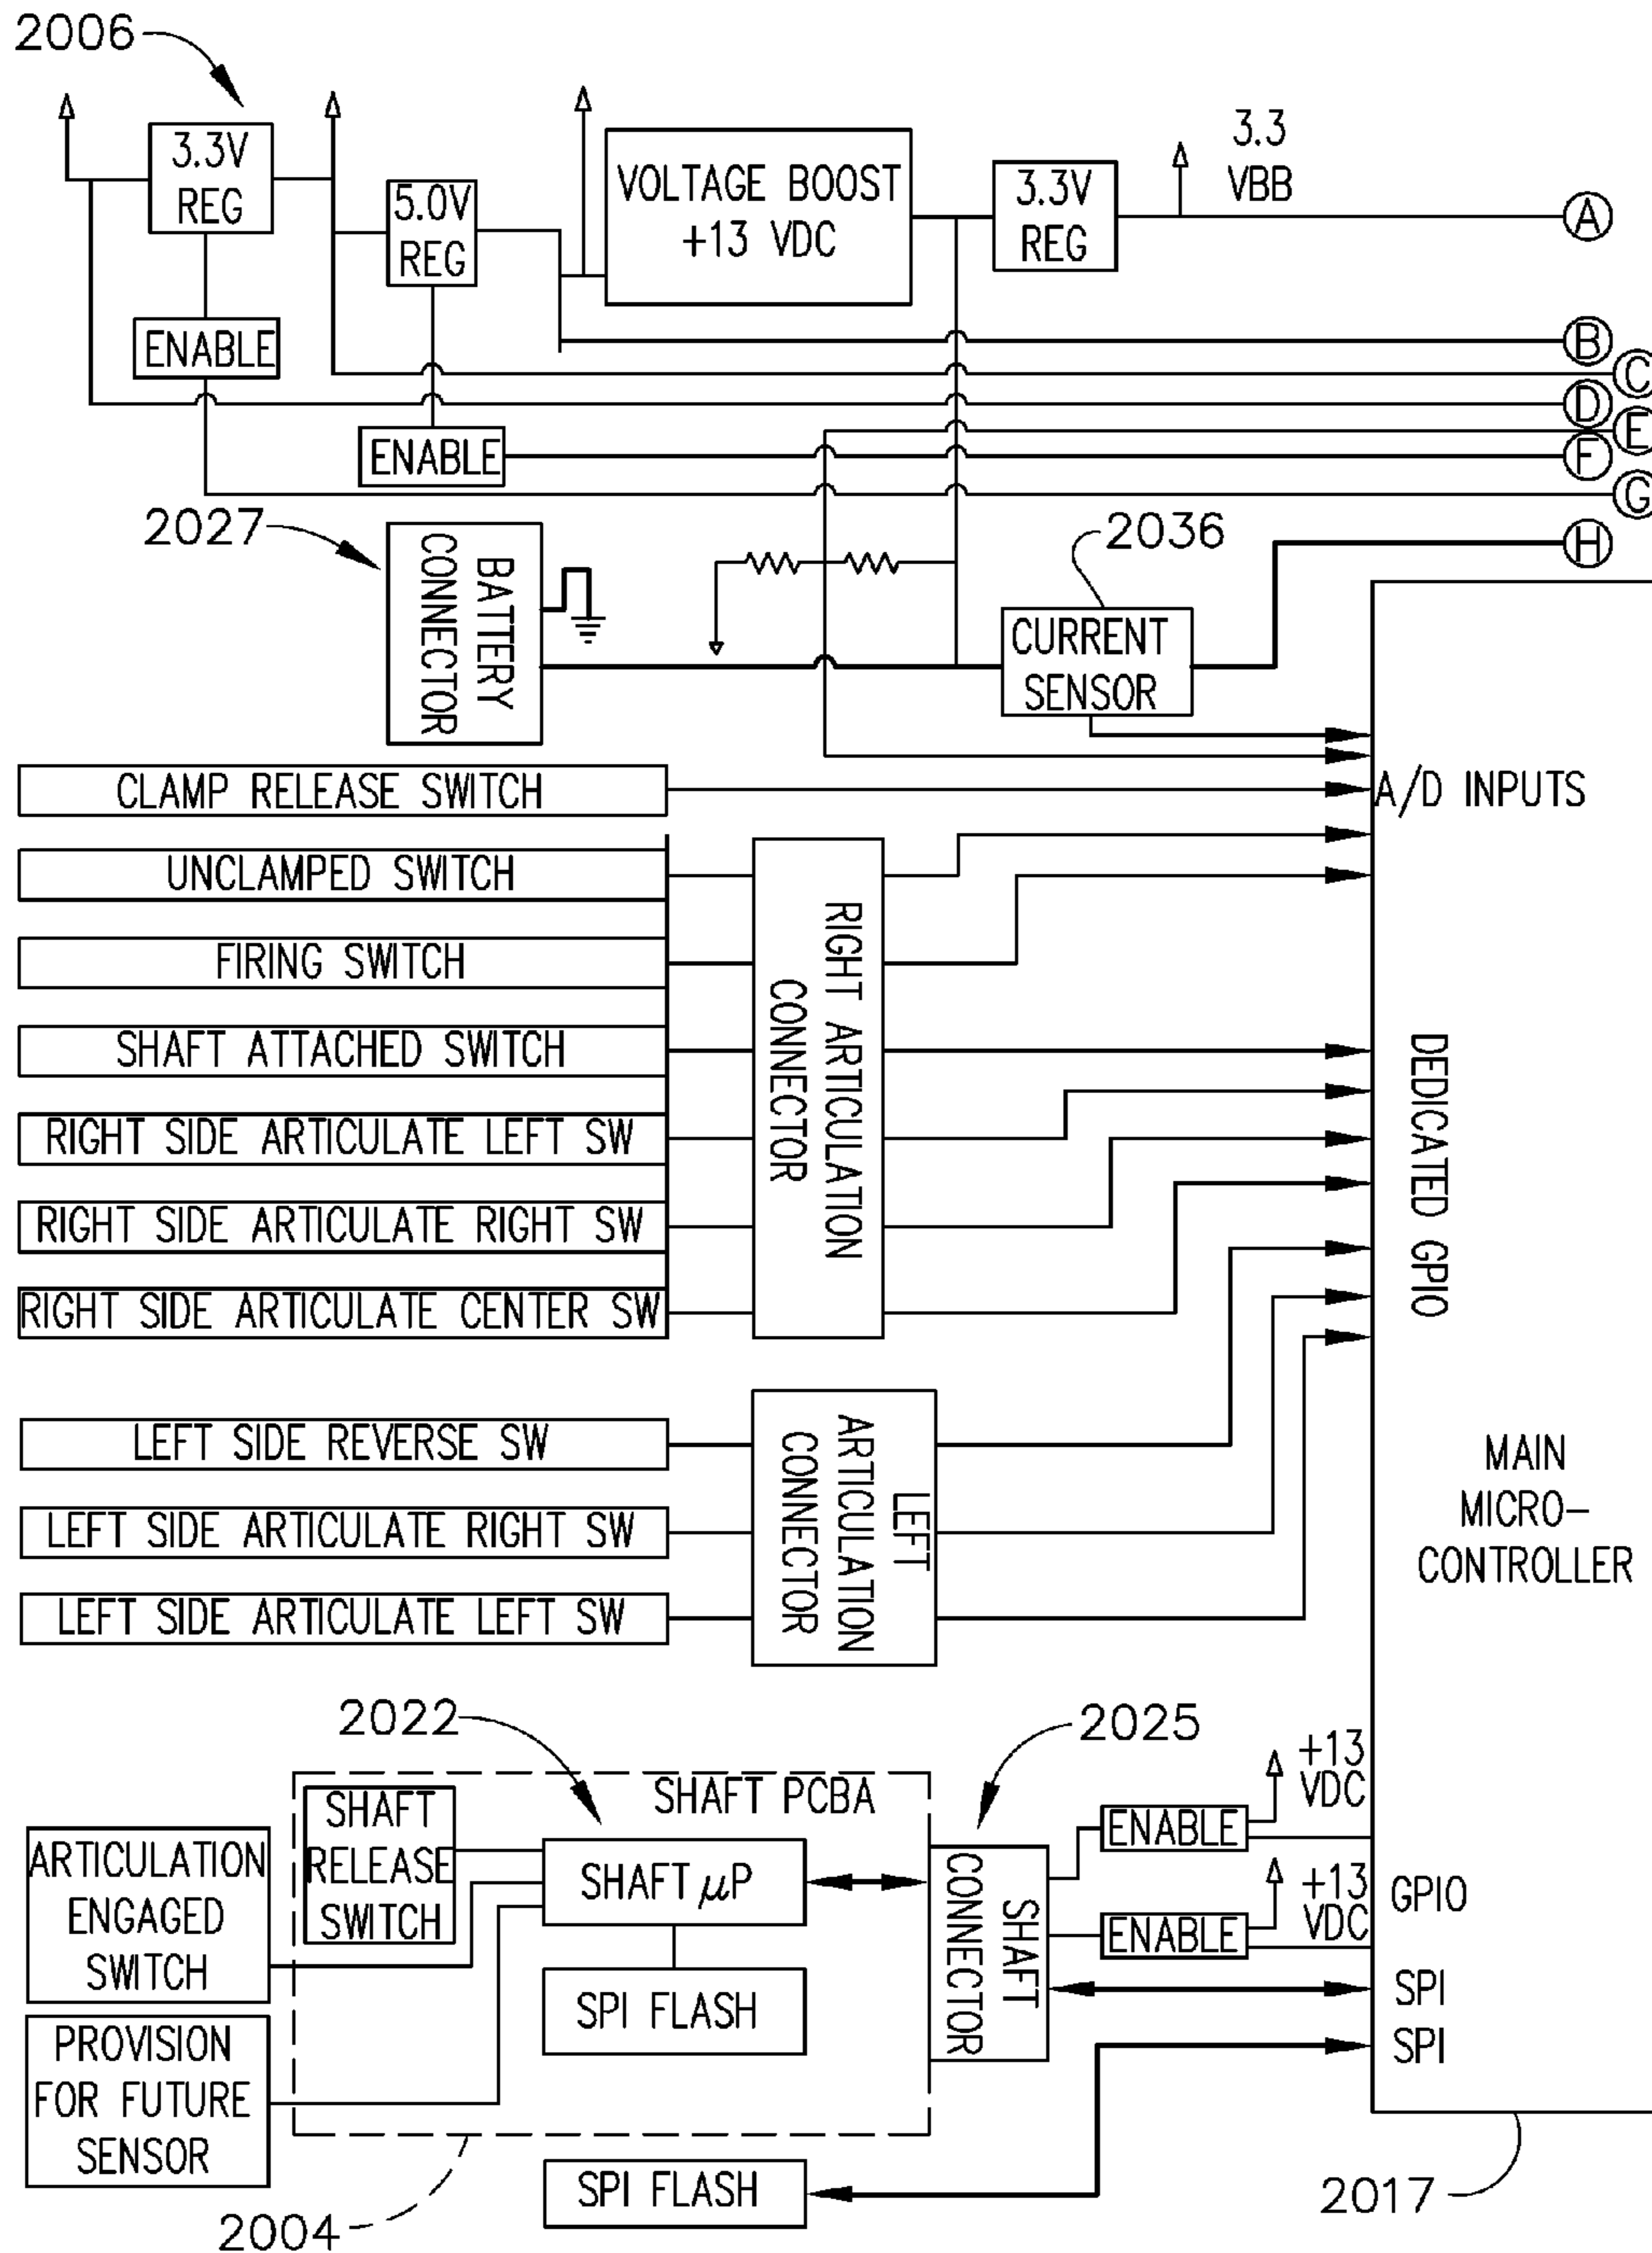 2006
3.3V
REG
5.0V
REG
VOLTAGE BOOST
+13 VDC
3.3V
REG
3.3
VBB
A
ENABLE
B
C
D
E
ENABLE
F
G
2027
BATTERY
CONNECTOR
2036
H
CURRENT
SENSOR
CLAMP RELEASE SWITCH
A/D INPUTS
UNCLAMPED SWITCH
FIRING SWITCH
SHAFT ATTACHED SWITCH
RIGHT SIDE ARTICULATE LEFT SW
RIGHT SIDE ARTICULATE RIGHT SW
RIGHT SIDE ARTICULATE CENTER SW
RIGHT ARTICULATION
CONNECTOR
DEDICATED GPIO
LEFT SIDE REVERSE SW
LEFT SIDE ARTICULATE RIGHT SW
LEFT SIDE ARTICULATE LEFT SW
LEFT
ARTICULATION
CONNECTOR
MAIN
MICRO-
CONTROLLER
2022
2025
SHAFT PCBA
SHAFT
RELEASE
SWITCH
SHAFT μP
SPI FLASH
ARTICULATION
ENGAGED
SWITCH
PROVISION
FOR FUTURE
SENSOR
SHAFT
CONNECTOR
ENABLE
+13
VDC
ENABLE
+13
VDC
GPIO
SPI
SPI
2004
SPI FLASH
2017